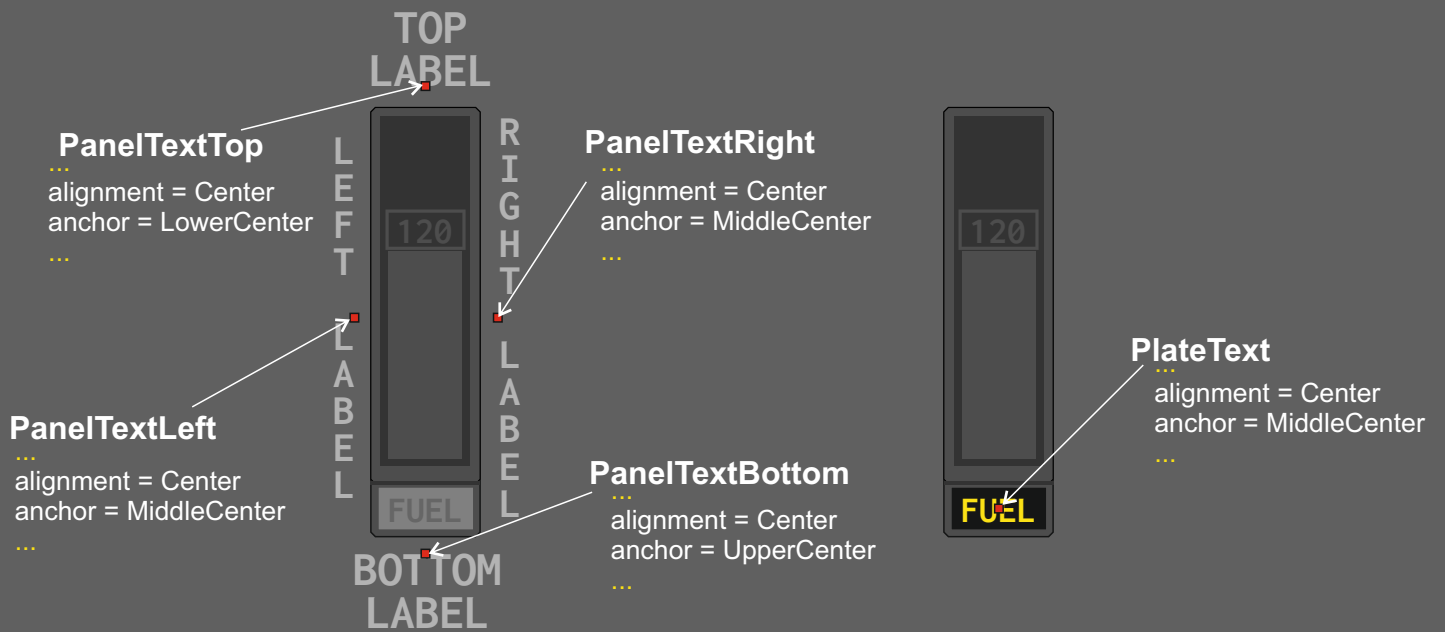 TOP
LABEL
PanelTextTop
...
alignment = Center
anchor = LowerCenter
...
LEFT LABEL
120
RIGHT LABEL
PanelTextRight
...
alignment = Center
anchor = MiddleCenter
...
120
PanelTextLeft
...
alignment = Center
anchor = MiddleCenter
...
FUEL
PanelTextBottom
...
alignment = Center
anchor = UpperCenter
...
BOTTOM
LABEL
PlateText
...
alignment = Center
anchor = MiddleCenter
...
FUEL